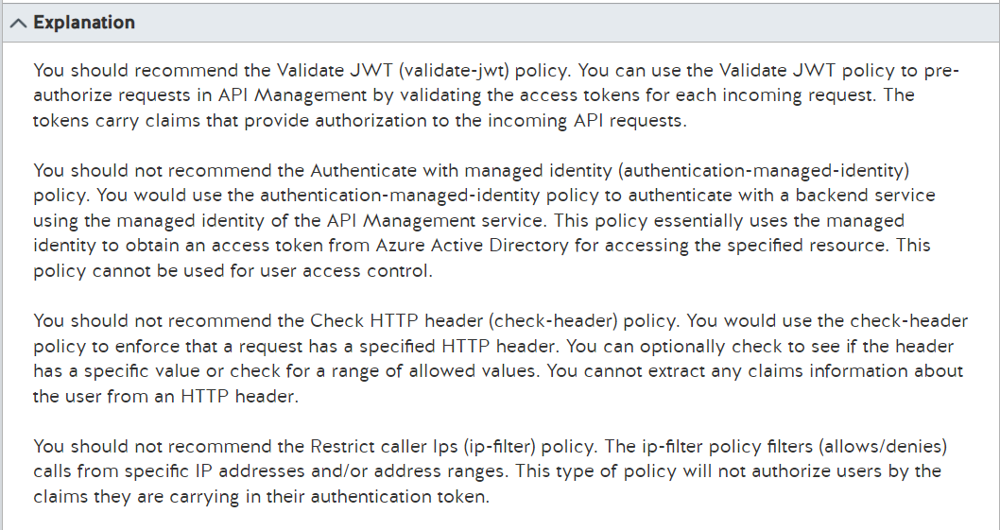 Explanation
You should recommend the Validate JWT (validate-jwt) policy. You can use the Validate JWT policy to pre-
authorize requests in API Management by validating the access tokens for each incoming request. The
tokens carry claims that provide authorization to the incoming API requests.
You should not recommend the Authenticate with managed identity (authentication-managed-identity)
policy. You would use the authentication-managed-identity policy to authenticate with a backend service
using the managed identity of the API Management service. This policy essentially uses the managed
identity to obtain an access token from Azure Active Directory for accessing the specified resource. This
policy cannot be used for user access control.
You should not recommend the Check HTTP header (check-header) policy. You would use the check-header
policy to enforce that a request has a specified HTTP header. You can optionally check to see if the header
has a specific value or check for a range of allowed values. You cannot extract any claims information about
the user from an HTTP header.
You should not recommend the Restrict caller Ips (ip-filter) policy. The ip-filter policy filters (allows/denies)
calls from specific IP addresses and/or address ranges. This type of policy will not authorize users by the
claims they are carrying in their authentication token.